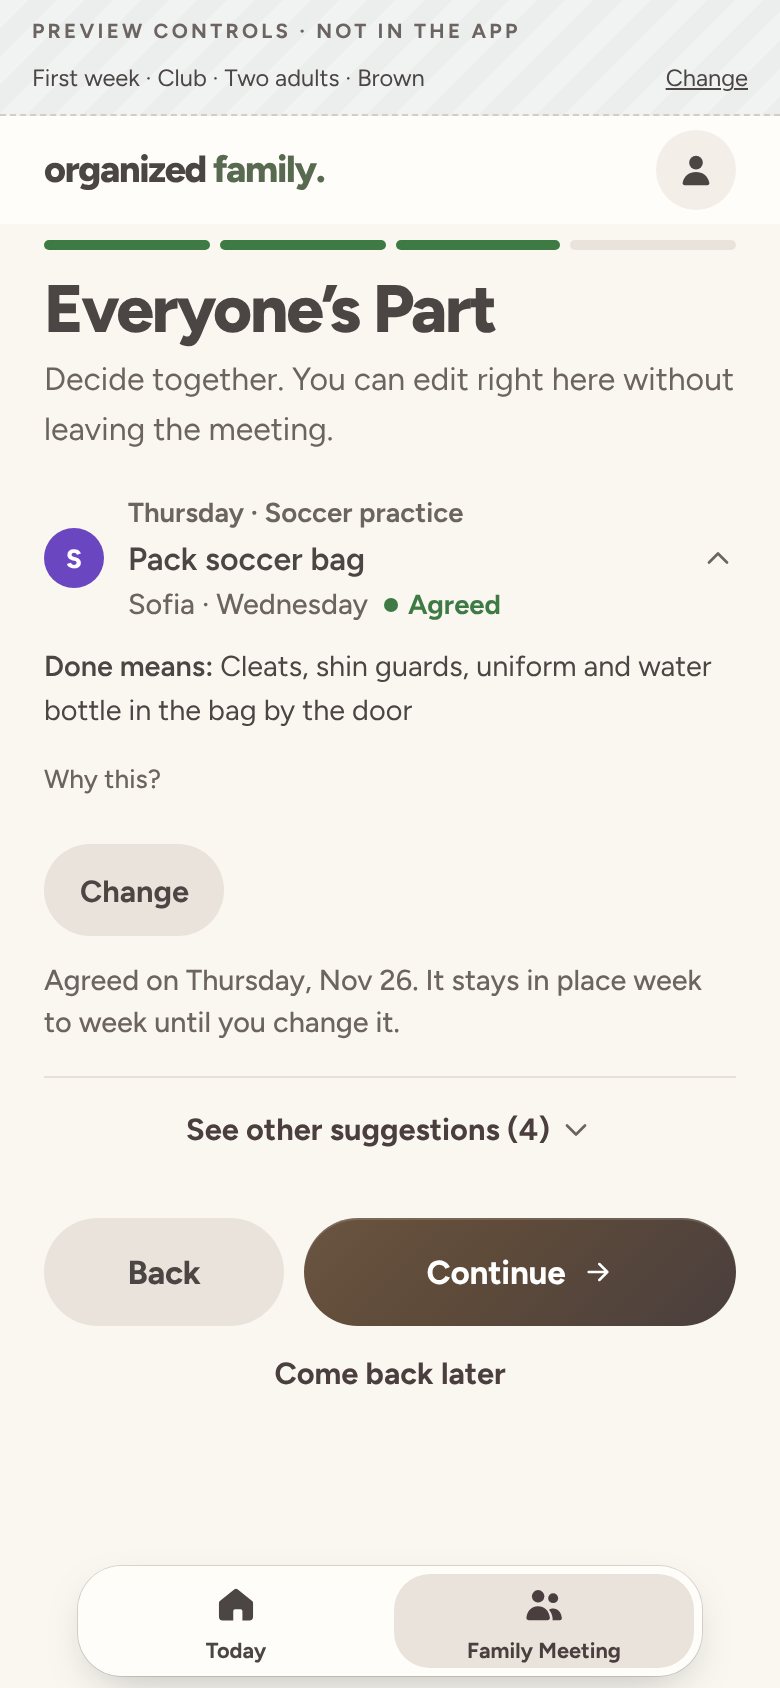 PREVIEW CONTROLS · NOT IN THE APP
First week · Club · Two adults · Brown
Change
organized family.
Everyone’s Part
Decide together. You can edit right here without
leaving the meeting.
Thursday · Soccer practice
S
Pack soccer bag
Sofia · Wednesday
Agreed
Done means: Cleats, shin guards, uniform and water
bottle in the bag by the door
Why this?
Change
Agreed on Thursday, Nov 26. It stays in place week
to week until you change it.
See other suggestions (4)
Back
Continue →
Come back later
Today
Family Meeting